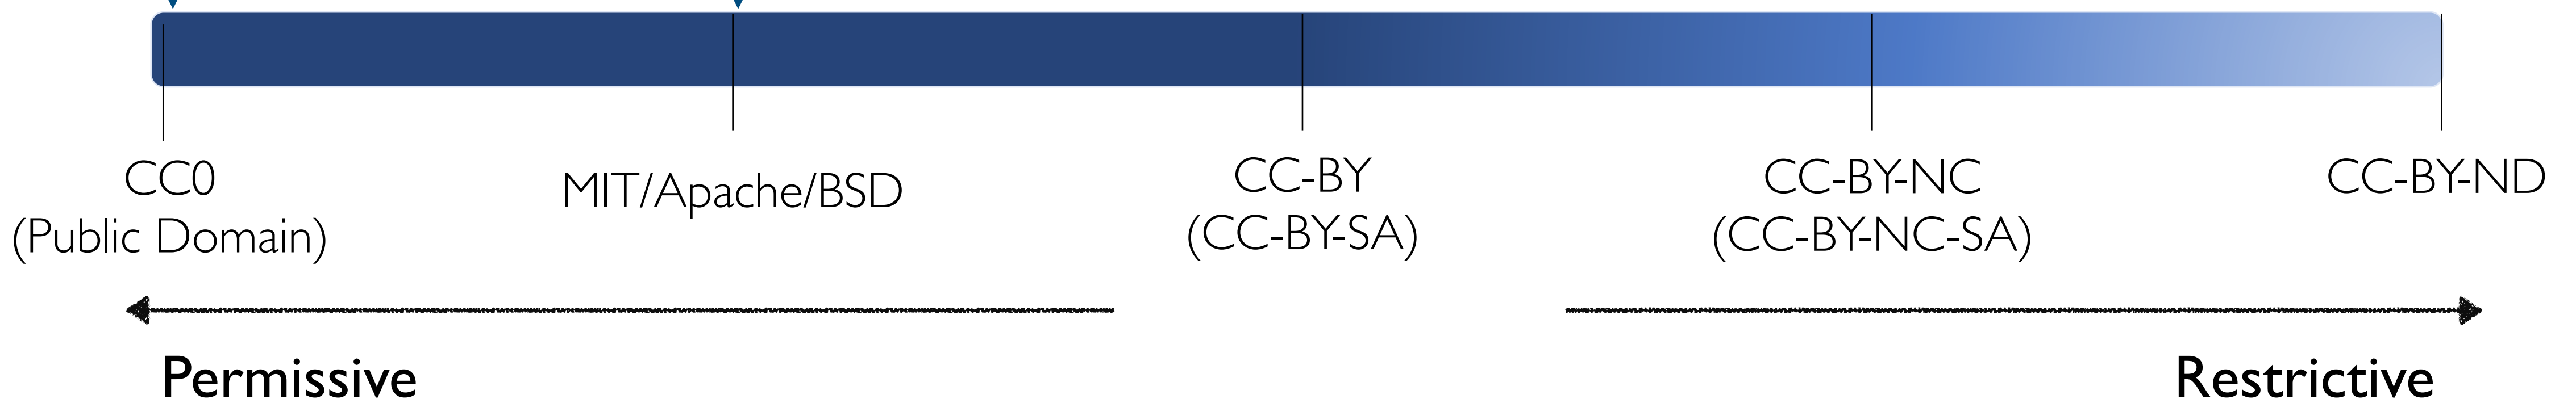 CC0
(Public Domain)
MIT/Apache/BSD
CC-BY
(CC-BY-SA)
CC-BY-NC
(CC-BY-NC-SA)
CC-BY-ND
Permissive
Restrictive